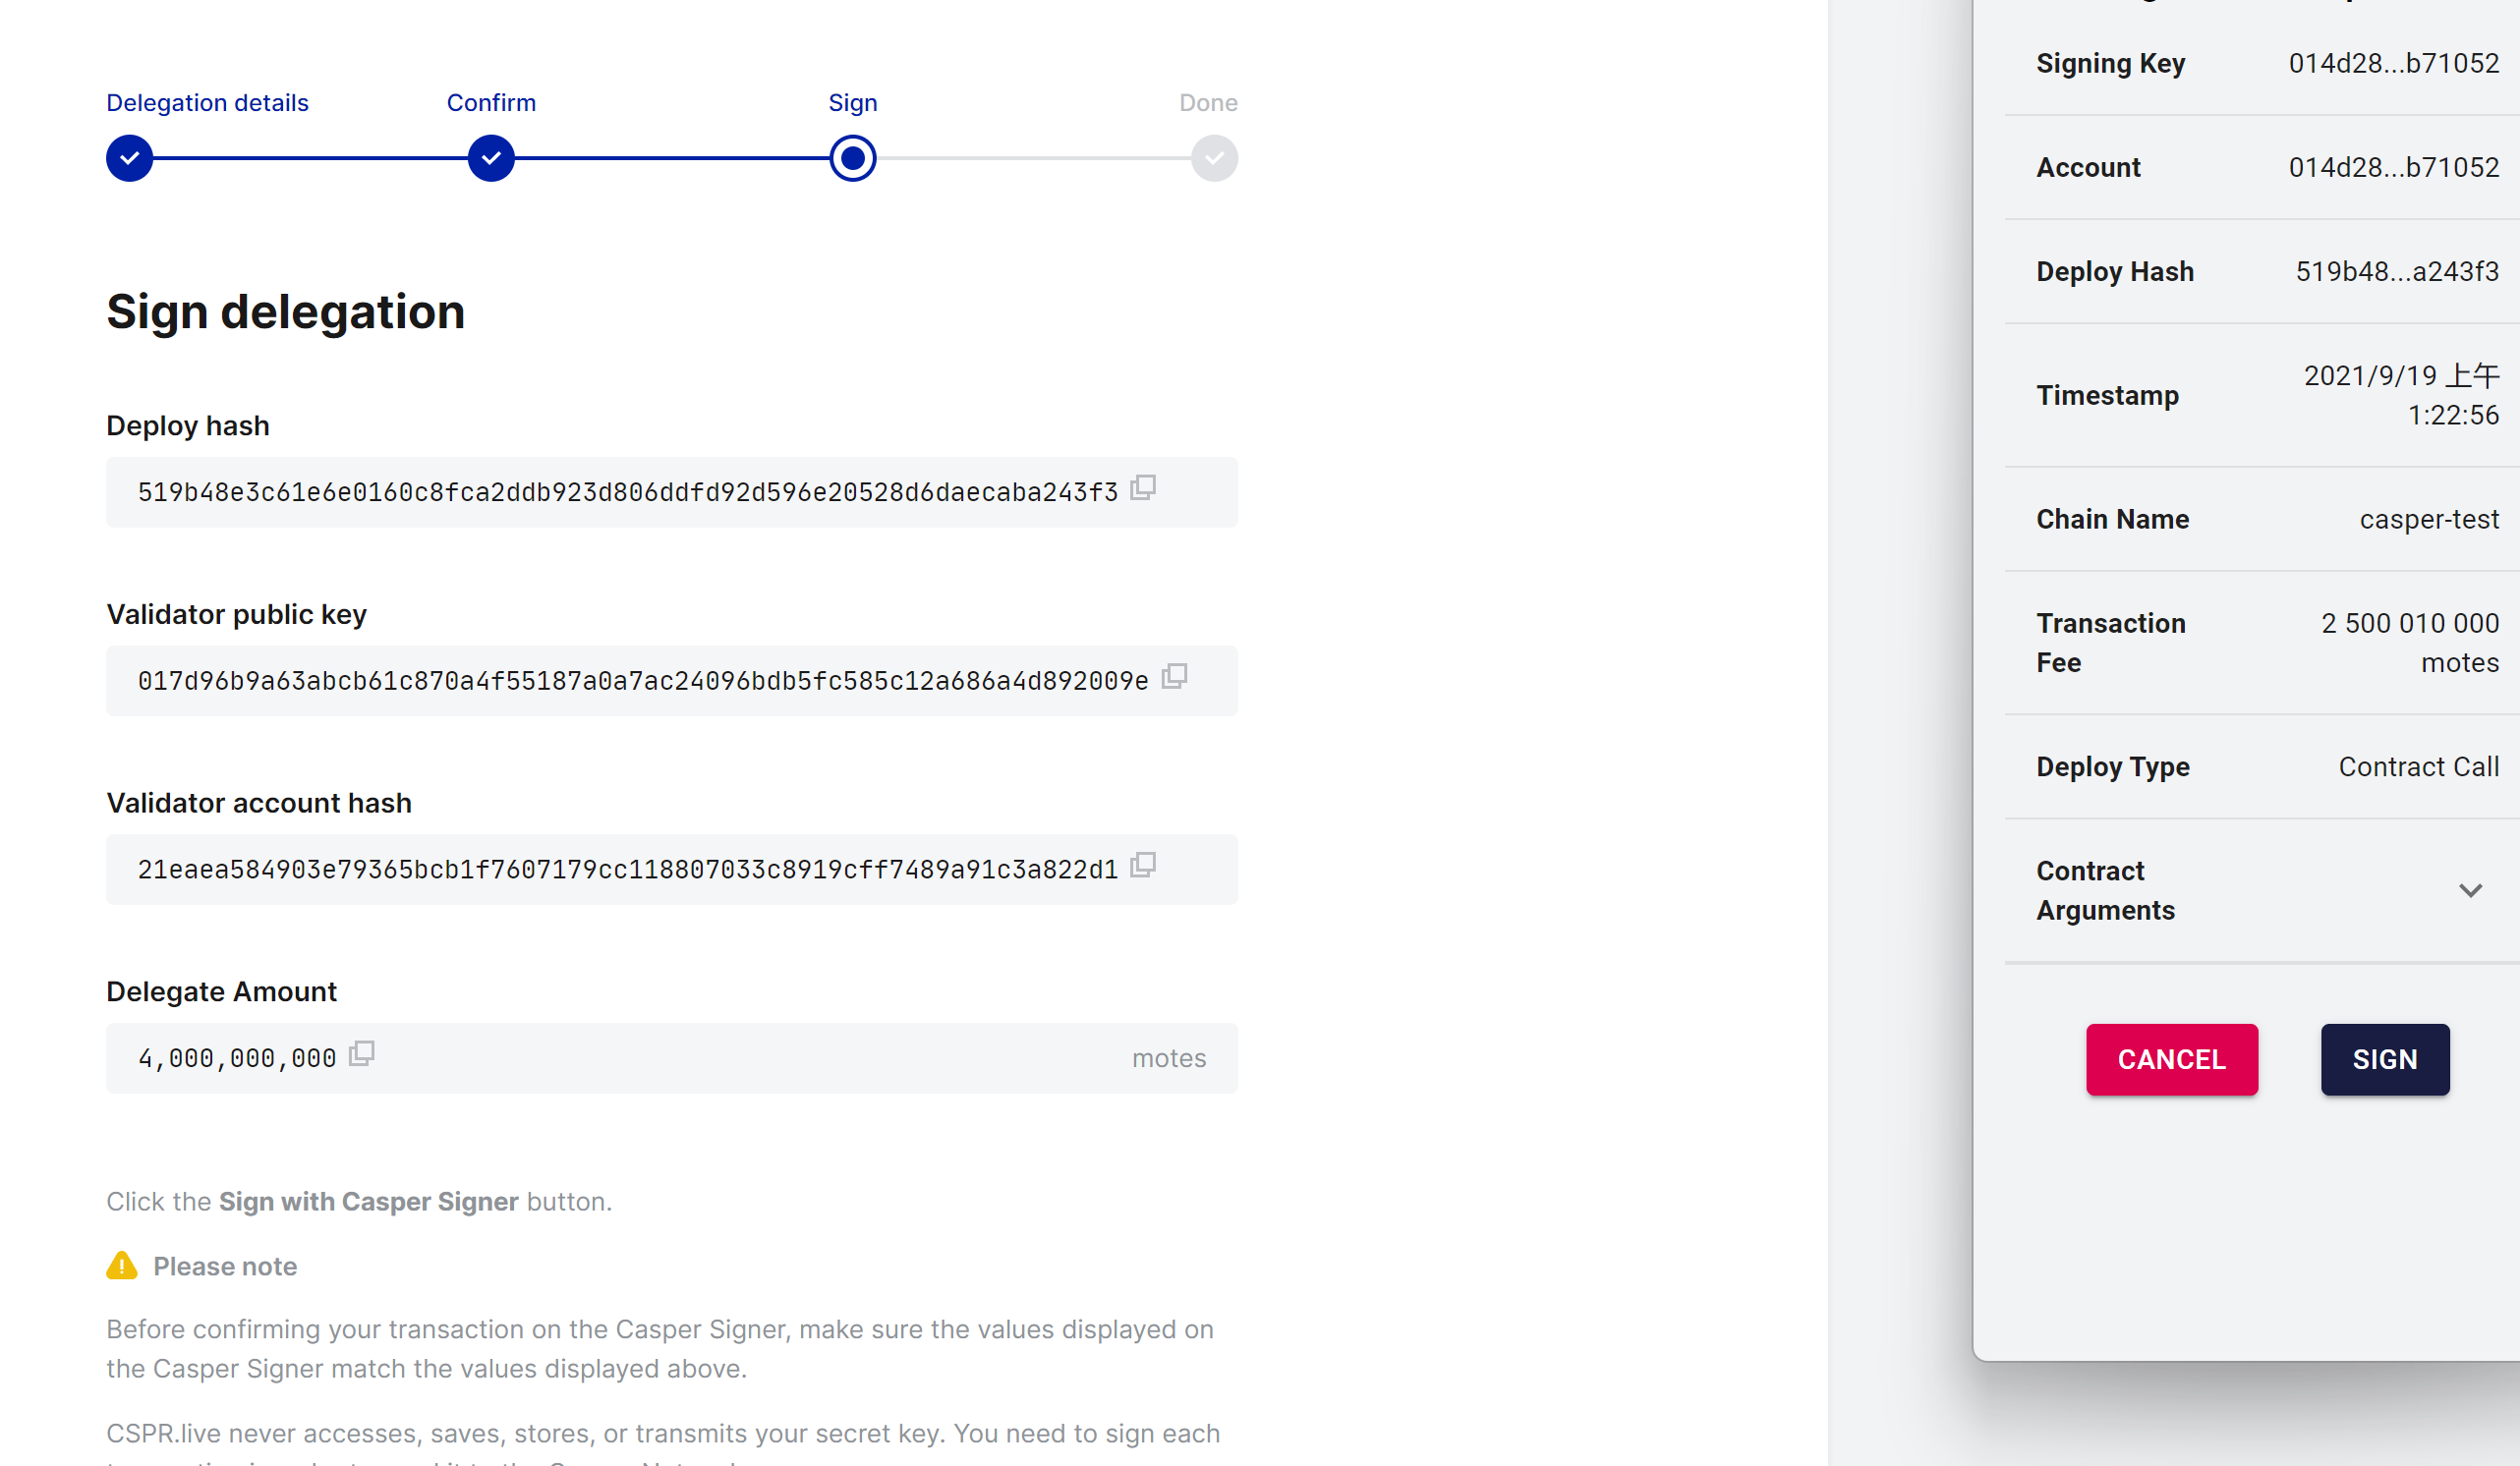 Delegation details
Confirm
Sign
Done
Sign delegation
Deploy hash
519b48e3c61e6e0160c8fca2ddb923d806ddfd92d596e20528d6daecaba243f3
Validator public key
017d96b9a63abcb61c870a4f55187a0a7ac24096bdb5fc585c12a686a4d892009e
Validator account hash
21eaea584903e79365bcb1f7607179cc118807033c8919cff7489a91c3a822d1
Delegate Amount
4,000,000,000
motes
Click the Sign with Casper Signer button.
Please note
Before confirming your transaction on the Casper Signer, make sure the values displayed on
the Casper Signer match the values displayed above.
CSPR.live never accesses, saves, stores, or transmits your secret key. You need to sign each
Signing Key
014d28...b71052
Account
014d28...b71052
Deploy Hash
519b48...a243f3
Timestamp
2021/9/19 上午
1:22:56
Chain Name
casper-test
Transaction
Fee
2 500 010 000
motes
Deploy Type
Contract Call
Contract
Arguments
CANCEL
SIGN